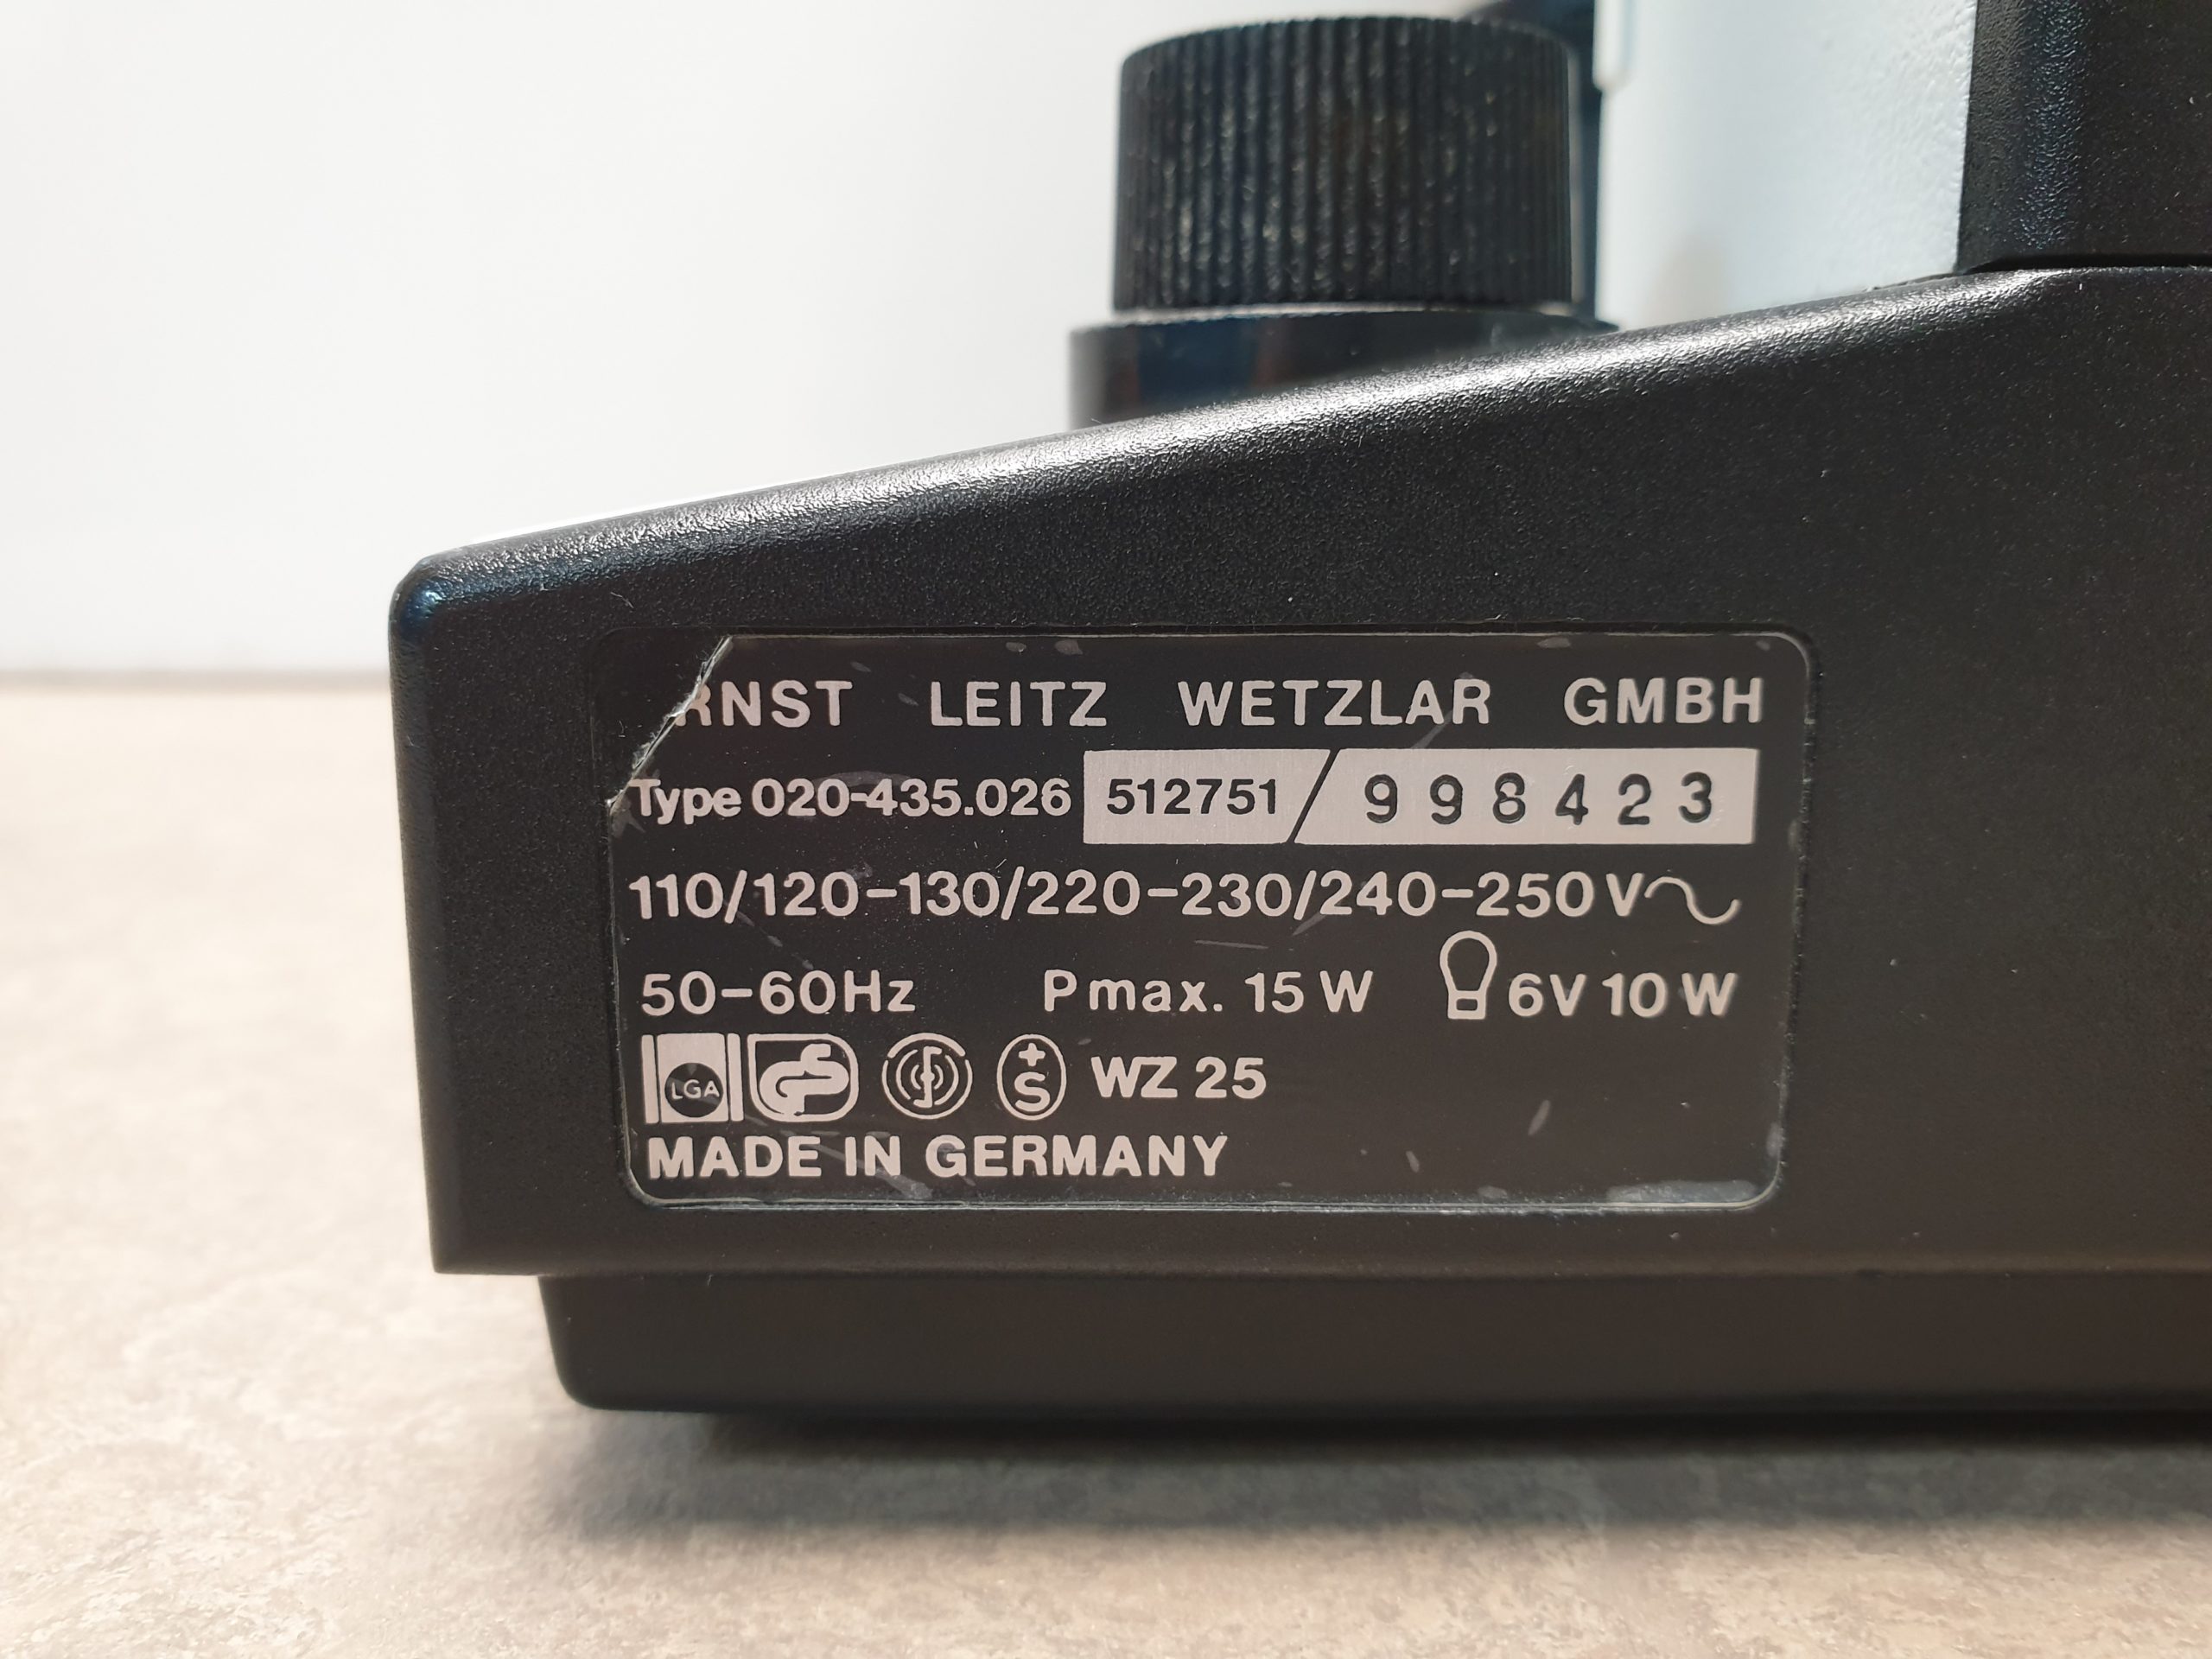 RNST LEITZ WETZLAR GMBH
Type 020-435.026 512751/998423
110/120-130/220-230/240-250V~
50-60Hz Pmax. 15 W 6V 10 W
LGA GS S WZ 25
MADE IN GERMANY